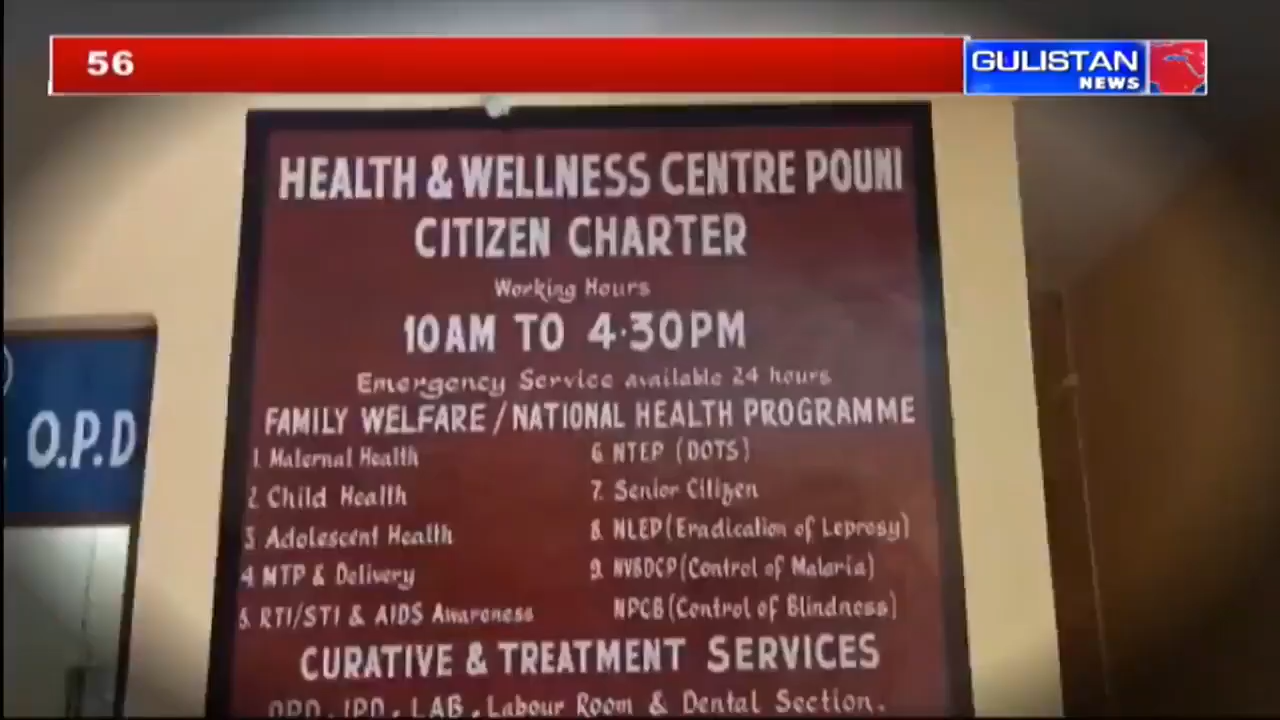 56
GULISTAN
NEWS
HEALTH & WELLNESS CENTRE POUNI
CITIZEN CHARTER
Working Hours
10AM TO 4.30PM
Emergency Service available 24 hours
FAMILY WELFARE / NATIONAL HEALTH PROGRAMME
1. Maternal Health
2. Child Health
3. Adolescent Health
4 MTP & Delivery
5. RTI/STI & AIDS Awareness
6 NTEP (DOTS)
7. Senior Citizen
8. NLEP (Eradication of Leprosy)
9. NVBDCP (Control of Malaria)
NPCB (Control of Blindness)
CURATIVE & TREATMENT SERVICES
OPD, IPD, LAB, Labour Room & Dental Section.
O.P.D